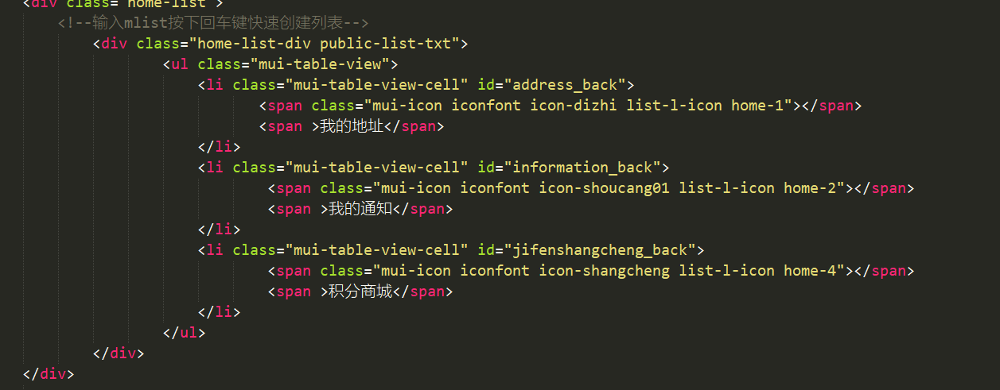 <div class="home-list">
<!--输入mlist按下回车键快速创建列表-->
<div class="home-list-div public-list-txt">
<ul class="mui-table-view">
<li class="mui-table-view-cell" id="address_back">
<span class="mui-icon iconfont icon-dizhi list-l-icon home-1"></span>
<span >我的地址</span>
</li>
<li class="mui-table-view-cell" id="information_back">
<span class="mui-icon iconfont icon-shoucang01 list-l-icon home-2"></span>
<span >我的通知</span>
</li>
<li class="mui-table-view-cell" id="jifenshangcheng_back">
<span class="mui-icon iconfont icon-shangcheng list-l-icon home-4"></span>
<span >积分商城</span>
</li>
</ul>
</div>
</div>